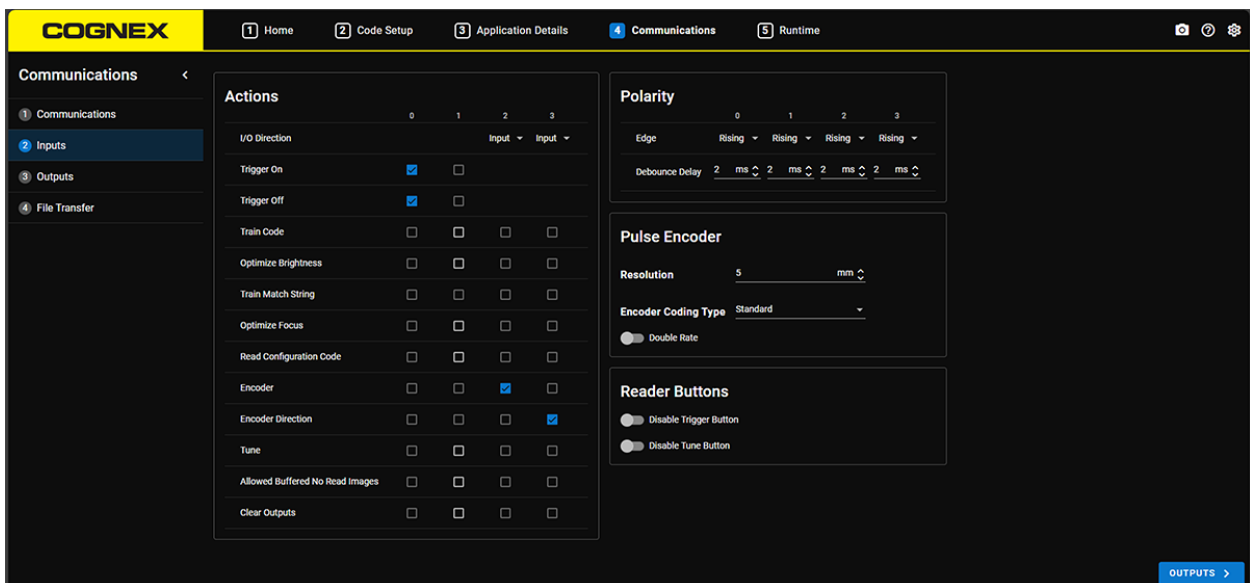 COGNEX
1 Home 2 Code Setup 3 Application Details 4 Communications 5 Runtime
Communications
1 Communications
2 Inputs
3 Outputs
4 File Transfer
Actions
0 1 2 3
I/O Direction Input Input
Trigger On
Trigger Off
Train Code
Optimize Brightness
Train Match String
Optimize Focus
Read Configuration Code
Encoder
Encoder Direction
Tune
Allowed Buffered No Read Images
Clear Outputs
Polarity
0 1 2 3
Edge Rising Rising Rising Rising
Debounce Delay 2 ms 2 ms 2 ms 2 ms
Pulse Encoder
Resolution 5 mm
Encoder Coding Type Standard
Double Rate
Reader Buttons
Disable Trigger Button
Disable Tune Button
OUTPUTS